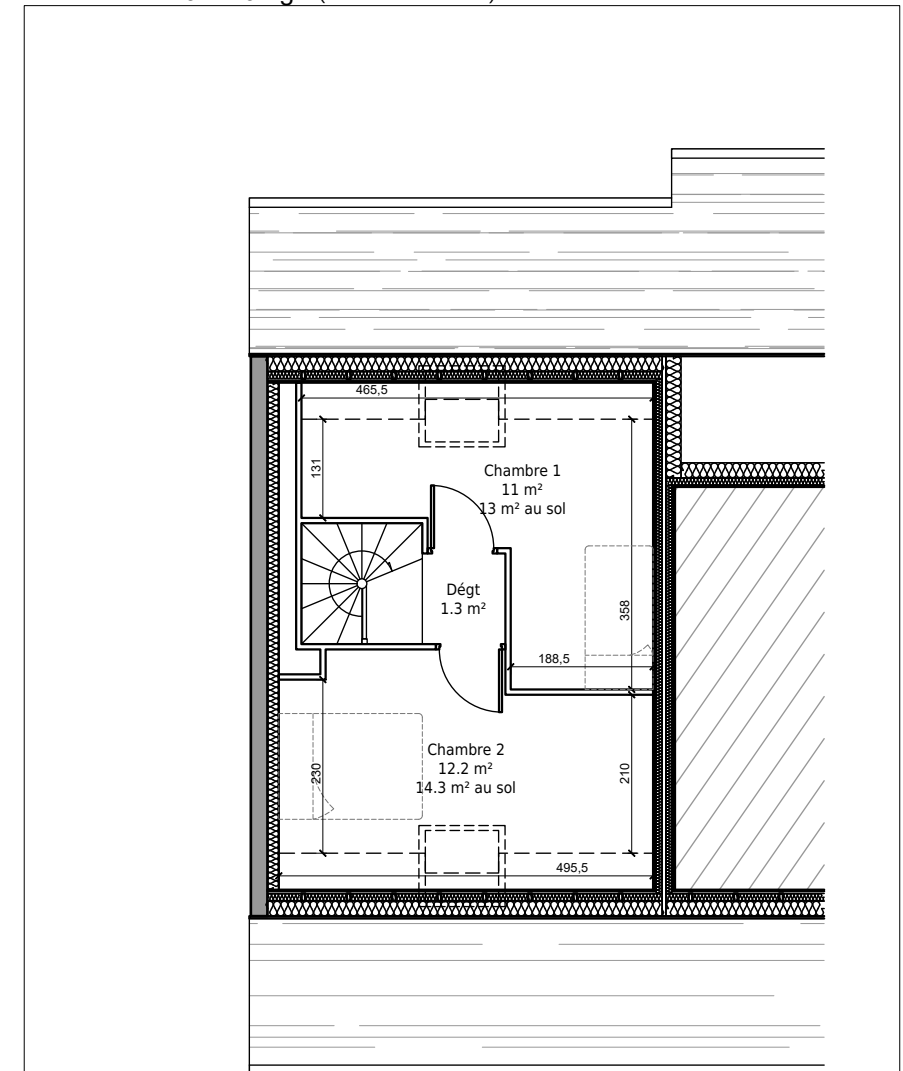 465,5
131
Chambre 1
11 m²
13 m² au sol
Dégt
1.3 m²
358
188,5
Chambre 2
12.2 m²
14.3 m² au sol
230
210
495,5